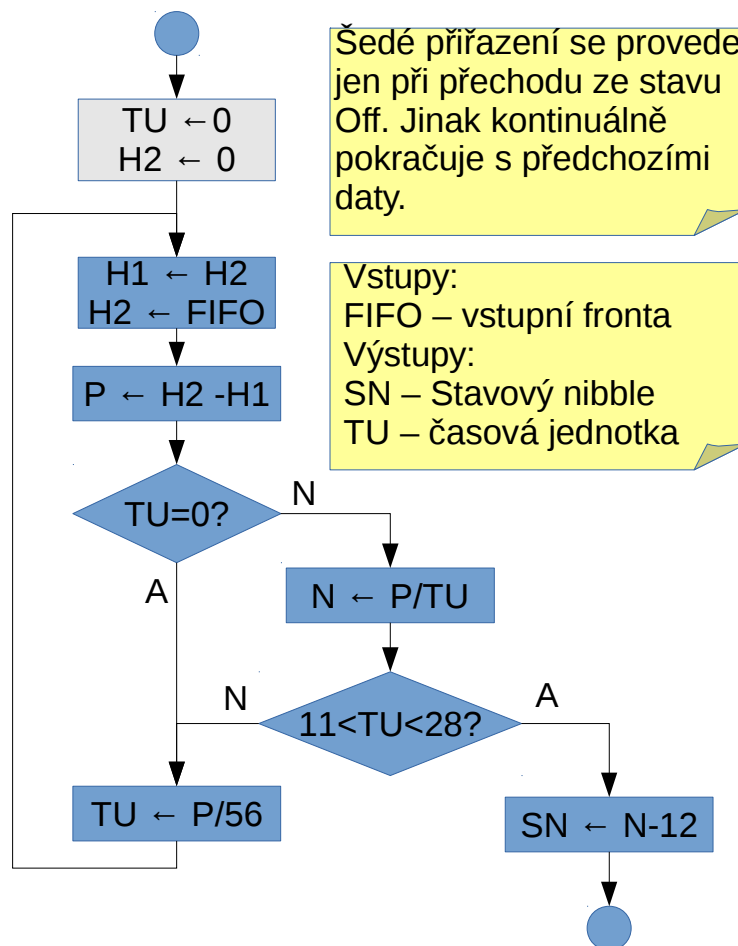 Šedé přiřazení se provede
jen při přechodu ze stavu
Off. Jinak kontinuálně
pokračuje s předchozími
daty.
TU ←0
H2 ← 0
H1 ← H2
H2 ← FIFO
Vstupy:
FIFO – vstupní fronta
Výstupy:
SN – Stavový nibble
TU – časová jednotka
P ← H2 -H1
TU=0?
N
A
N ← P/TU
11<TU<28?
N
A
TU ← P/56
SN ← N-12